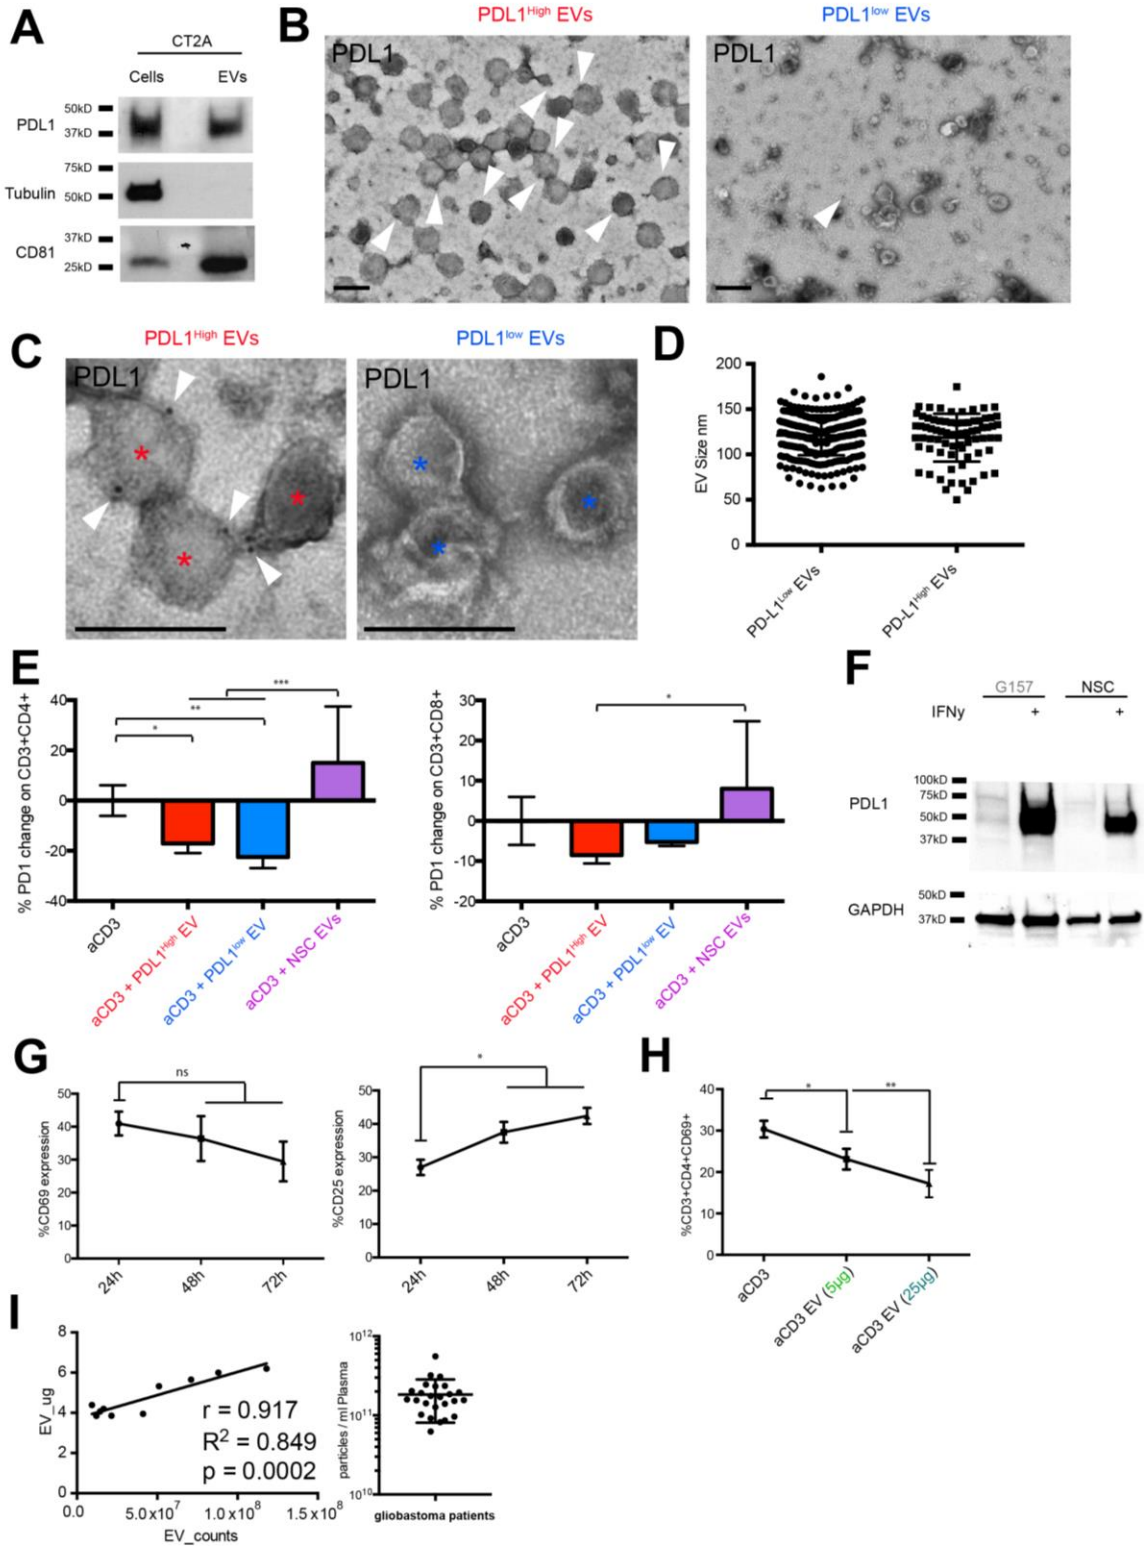 A
CT2A
Cells EVs
PDL1
50kD
37kD
Tubulin
75kD
50kD
CD81
37kD
25kD
B
PDL1High EVs
PDL1low EVs
PDL1
PDL1
C
PDL1High EVs
PDL1low EVs
PDL1
PDL1
*
*
*
*
*
*
D
EV Size nm
200
150
100
50
0
PD-L1Low EVs
PD-L1High EVs
E
% PD1 change on CD3+CD4+
40
20
0
-20
-40
***
**
*
aCD3
aCD3 + PDL1High EV
aCD3 + PDL1low EV
aCD3 + NSC EVs
% PD1 change on CD3+CD8+
30
20
10
0
-10
-20
*
aCD3
aCD3 + PDL1High EV
aCD3 + PDL1low EV
aCD3 + NSC EVs
F
G157 NSC
IFNy + +
PDL1
100kD
75kD
50kD
37kD
GAPDH
50kD
37kD
G
%CD69 expression
50
40
30
20
10
0
ns
24h
48h
72h
%CD25 expression
50
40
30
20
10
0
*
24h
48h
72h
H
%CD3+CD4+CD69+
40
30
20
10
0
*
**
aCD3
aCD3 EV (5µg)
aCD3 EV (25µg)
I
EV_ug
8
6
4
2
0
r = 0.917
R2 = 0.849
p = 0.0002
0.0 5.0x107 1.0x108 1.5x108
EV_counts
particles / ml Plasma
1012
1011
1010
gliobastoma patients